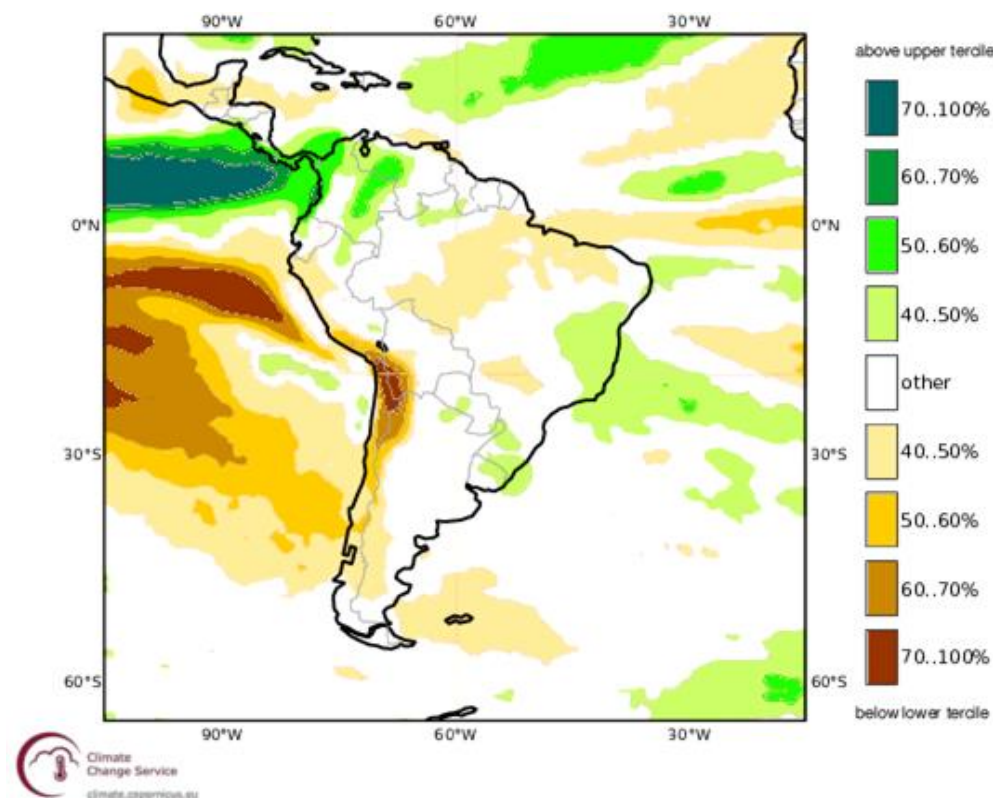 90°W 60°W 30°W
above upper tercile
70..100%
60..70%
0°N 0°N
50..60%
40..50%
other
30°S 30°S
40..50%
50..60%
60..70%
70..100%
60°S 60°S
below lower tercile
90°W 60°W 30°W
Climate
Change Service
climate.copernicus.eu